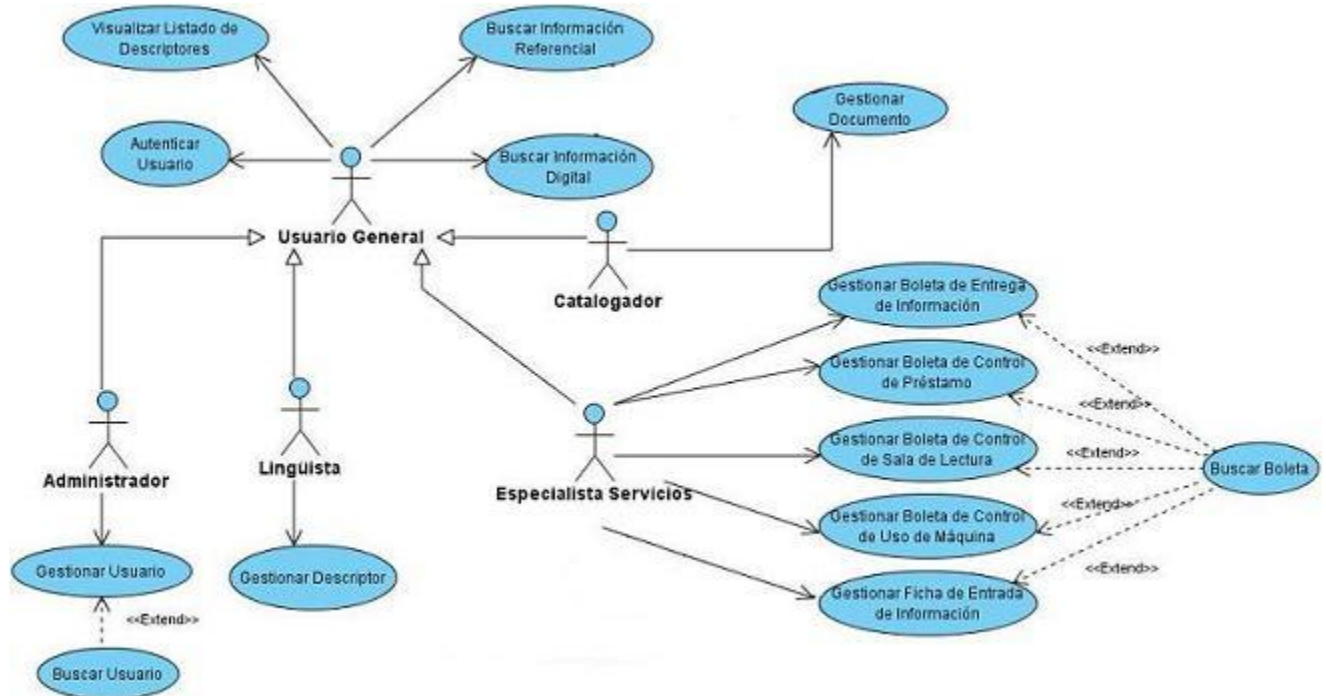 Visualizar Listado de
Descriptores
Buscar Información
Referencial
Gestionar
Documento
Autenticar
Usuario
Buscar Información
Digital
Usuario General
Catalogador
Gestionar Boleta de Entrega
de Información
<<Extend>>
Gestionar Boleta de Control
de Préstamo
<<Extend>>
Gestionar Boleta de Control
de Sala de Lectura
<<Extend>>
Buscar Boleta
Administrador
Lingüista
Especialista Servicios
Gestionar Boleta de Control
de Uso de Máquina
<<Extend>>
Gestionar Usuario
Gestionar Descriptor
<<Extend>>
Gestionar Ficha de Entrada
de Información
<<Extend>>
Buscar Usuario